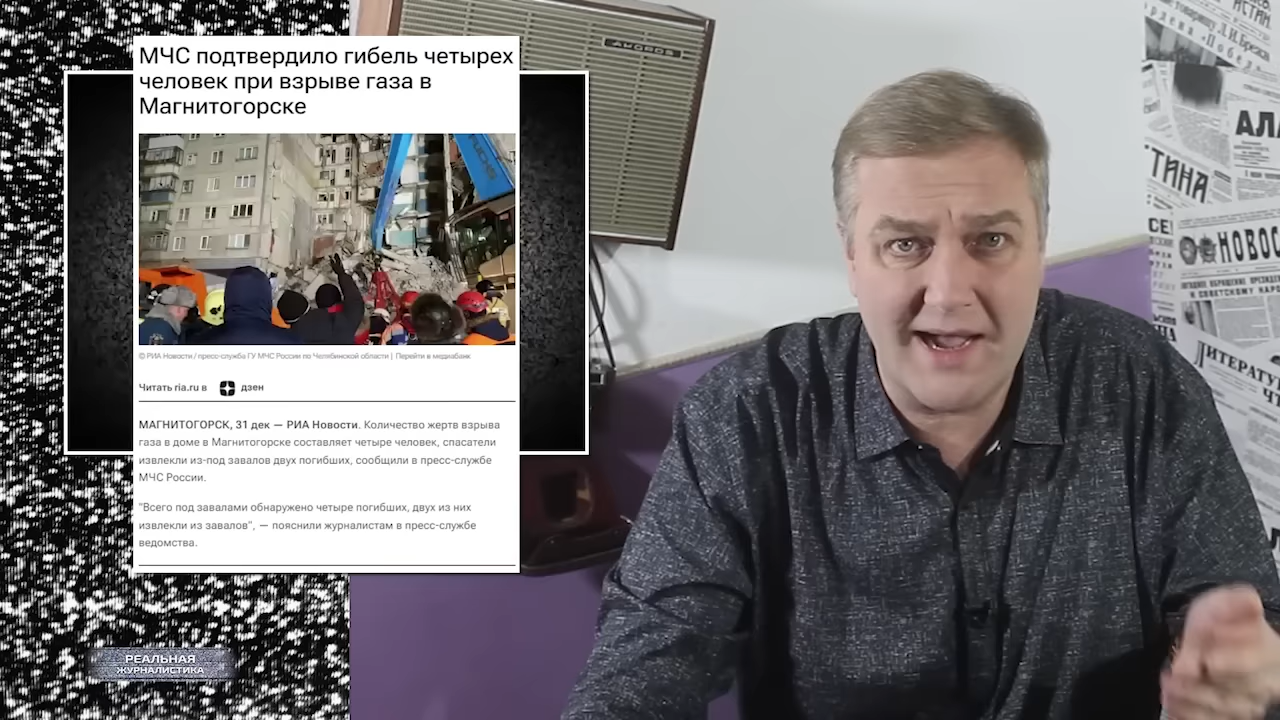 МЧС подтвердило гибель четырех
человек при взрыве газа в
Магнитогорске
© РИА Новости / пресс-служба ГУ МЧС России по Челябинской области | Перейти в медиабанк
Читать ria.ru в дзен
МАГНИТОГОРСК, 31 дек — РИА Новости. Количество жертв взрыва
газа в доме в Магнитогорске составляет четыре человек, спасатели
извлекли из-под завалов двух погибших, сообщили в пресс-службе
МЧС России.
"Всего под завалами обнаружено четыре погибших, двух из них
извлекли из завалов", — пояснили журналистам в пресс-службе
ведомства.
РЕАЛЬНАЯ
ЖУРНАЛИСТИКА
АККОРД
НОВОС
ЛИТЕРАТУР